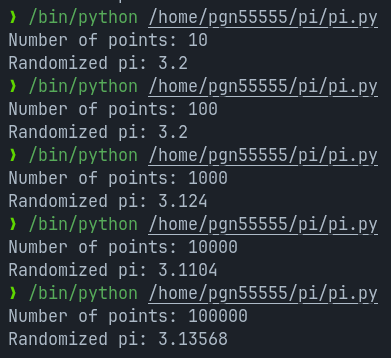 ❯ /bin/python /home/pgn55555/pi/pi.py
Number of points: 10
Randomized pi: 3.2
❯ /bin/python /home/pgn55555/pi/pi.py
Number of points: 100
Randomized pi: 3.2
❯ /bin/python /home/pgn55555/pi/pi.py
Number of points: 1000
Randomized pi: 3.124
❯ /bin/python /home/pgn55555/pi/pi.py
Number of points: 10000
Randomized pi: 3.1104
❯ /bin/python /home/pgn55555/pi/pi.py
Number of points: 100000
Randomized pi: 3.13568